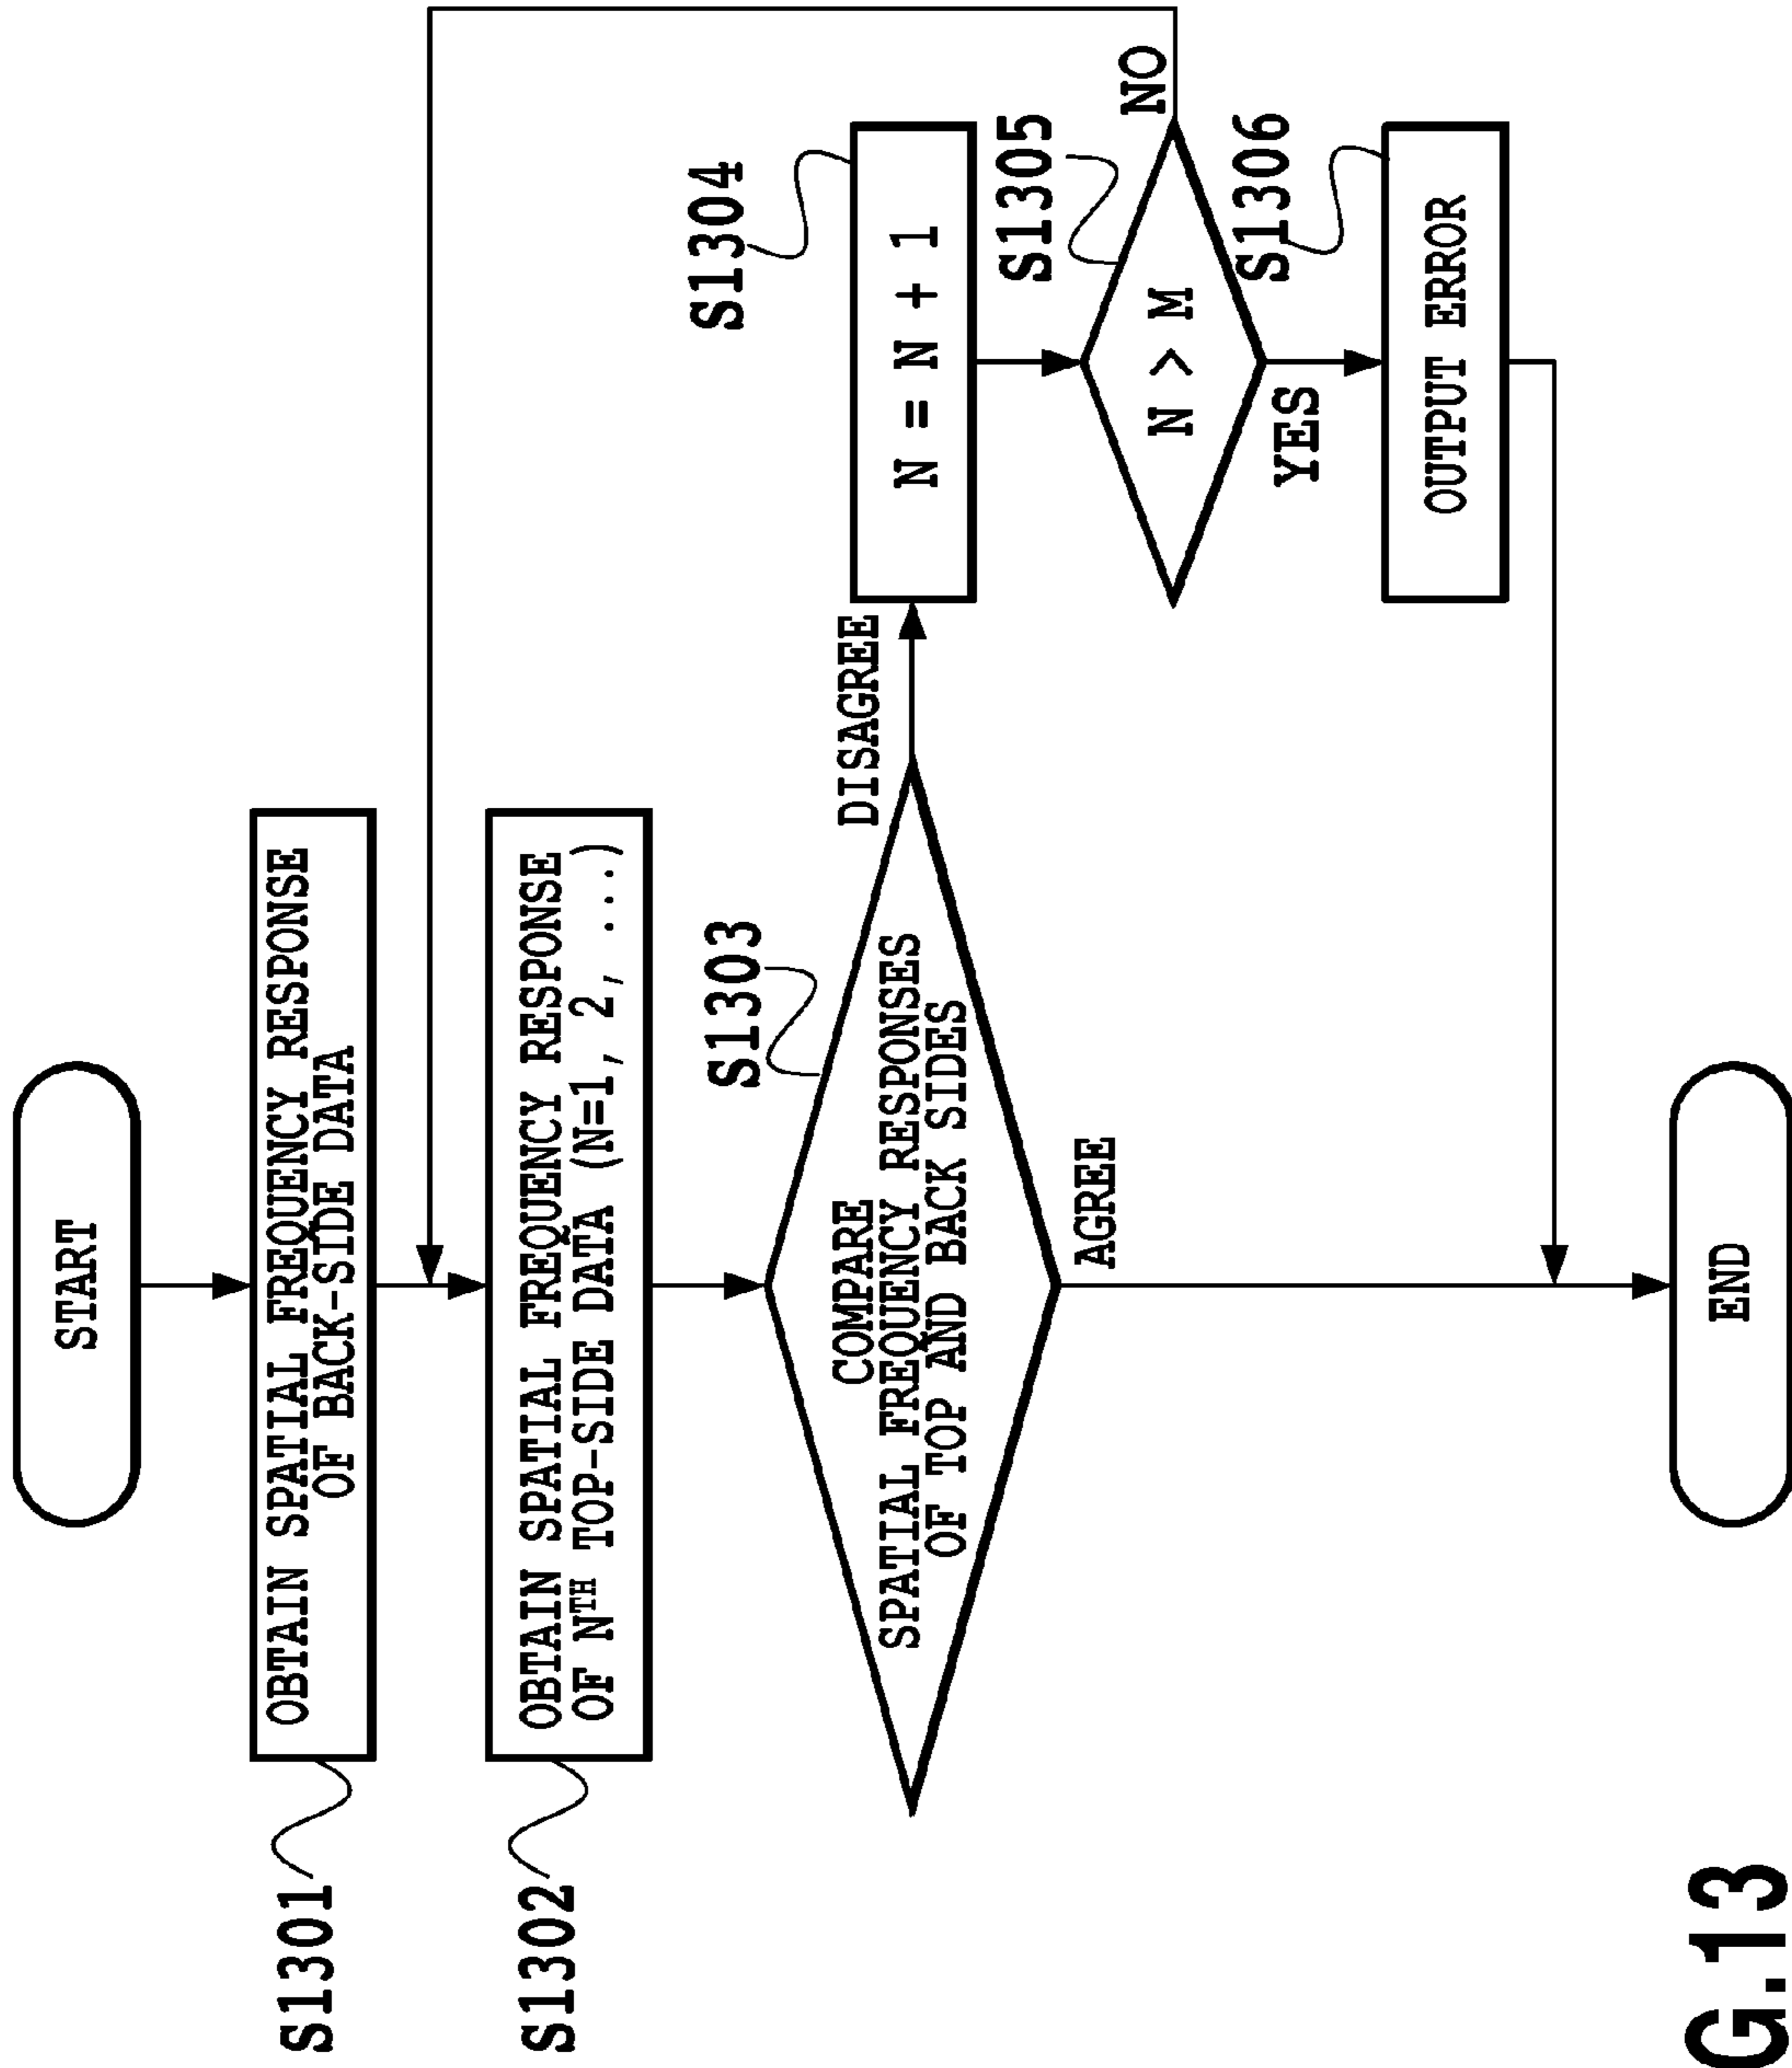 START
S1301
OBTAIN SPATIAL FREQUENCY RESPONSE
OF BACK-SIDE DATA
S1302
OBTAIN SPATIAL FREQUENCY RESPONSE
OF NTH TOP-SIDE DATA (N=1, 2, ...)
S1303
COMPARE
SPATIAL FREQUENCY RESPONSES
OF TOP AND BACK SIDES
DISAGREE
AGREE
S1304
N = N + 1
S1305
N > M
NO
YES
S1306
OUTPUT ERROR
END
G.13